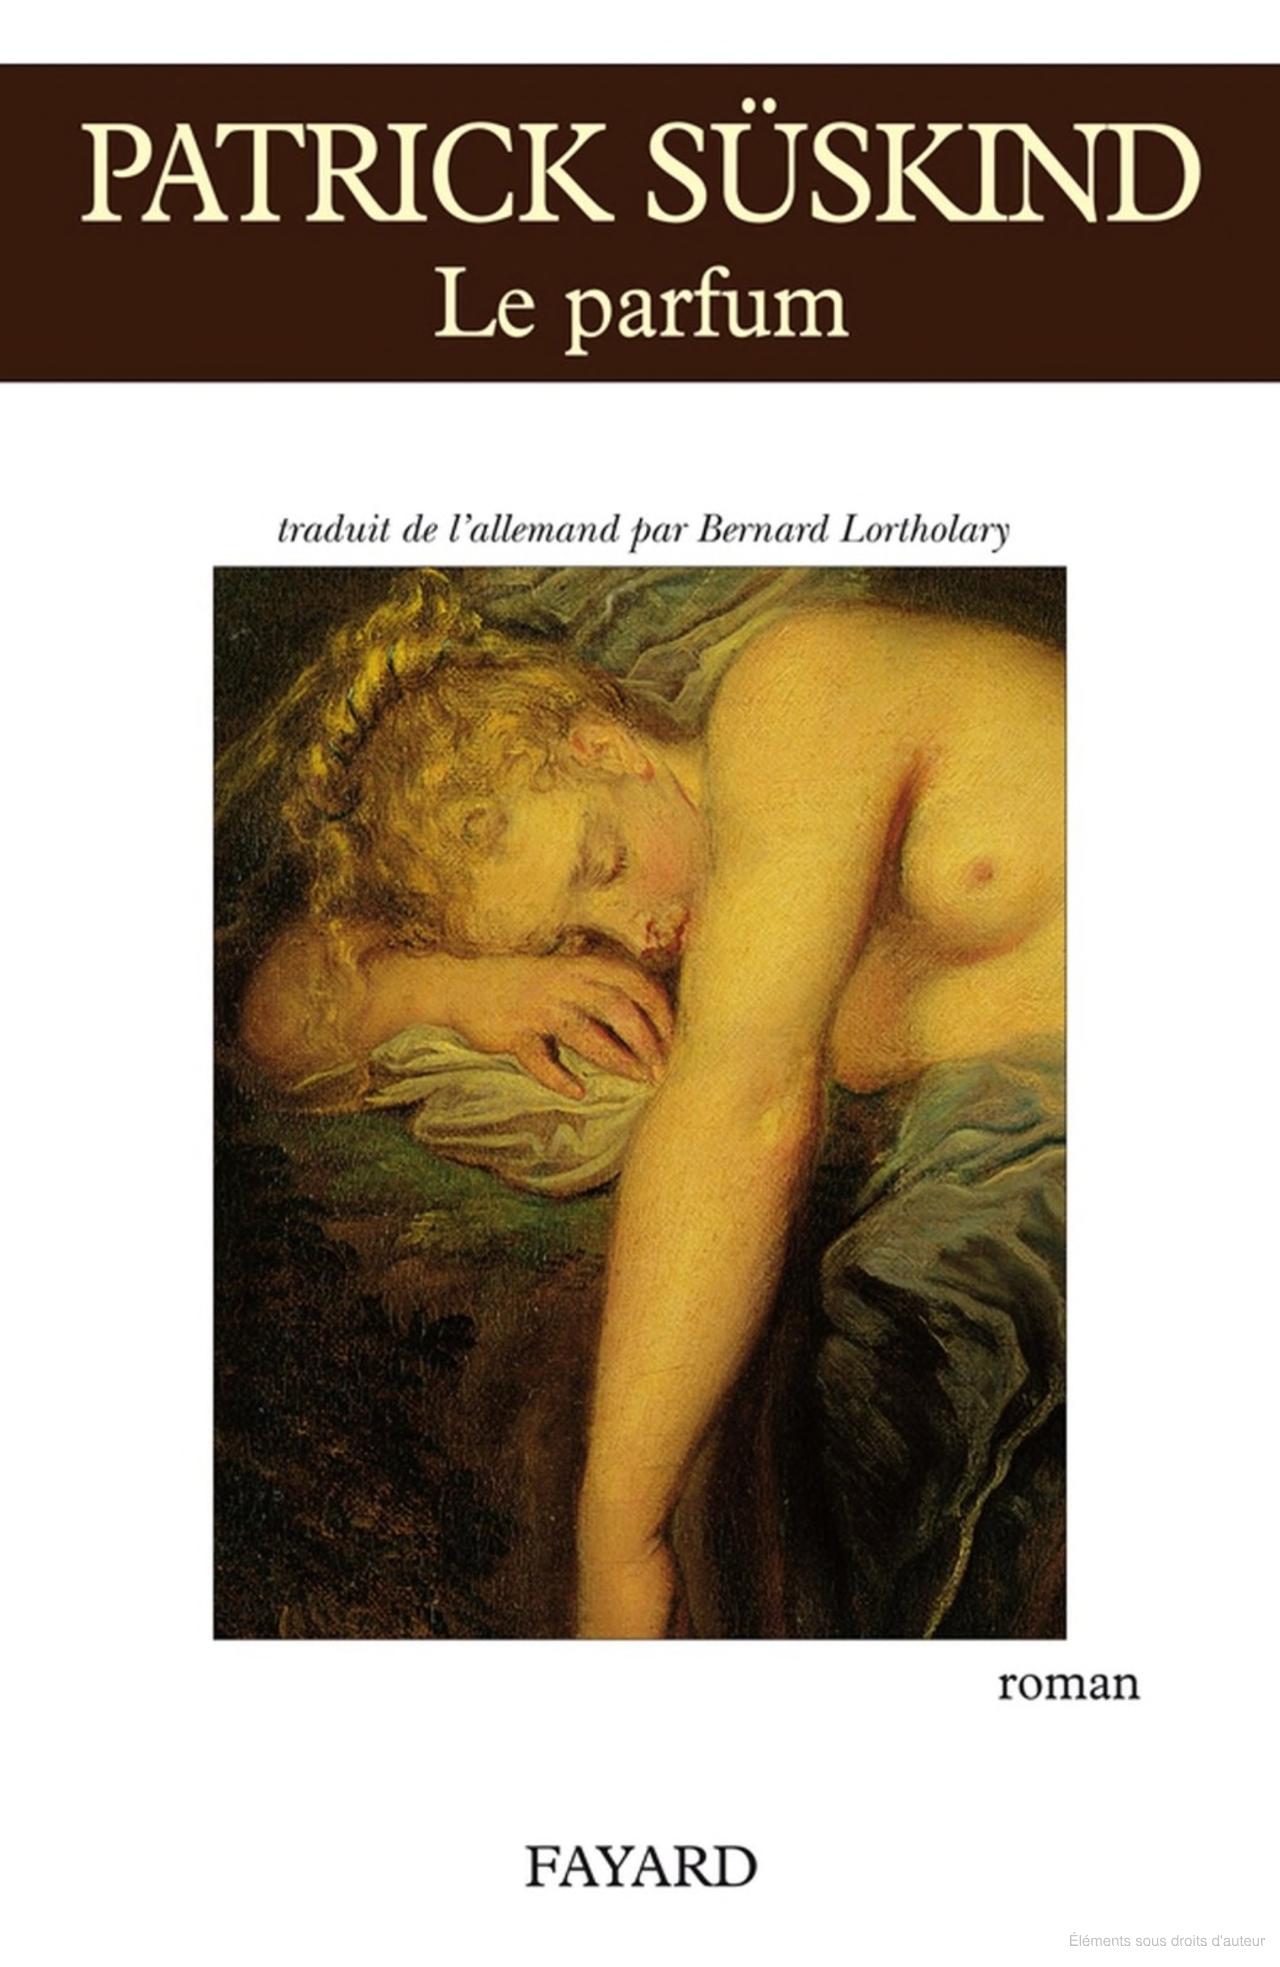 PATRICK SÜSKIND
Le parfum
traduit de l’allemand par Bernard Lortholary
roman
FAYARD
Éléments sous droits d'auteur